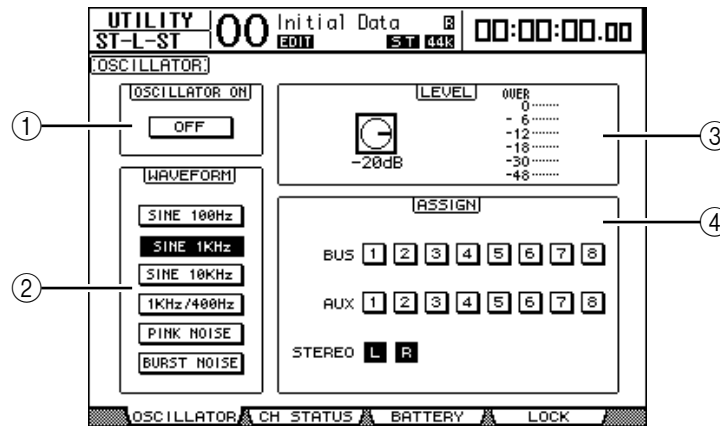 UTILITY
ST-L-ST
00
Initial Data
R
EDIT
ST
44k
00:00:00.00
OSCILLATOR
OSCILLATOR ON
OFF
WAVEFORM
SINE 100Hz
SINE 1KHz
SINE 10KHz
1KHz/400Hz
PINK NOISE
BURST NOISE
LEVEL
-20dB
OVER
0
- 6
-12
-18
-30
-48
ASSIGN
BUS 1 2 3 4 5 6 7 8
AUX 1 2 3 4 5 6 7 8
STEREO L R
OSCILLATOR CH STATUS BATTERY LOCK
①
②
③
④